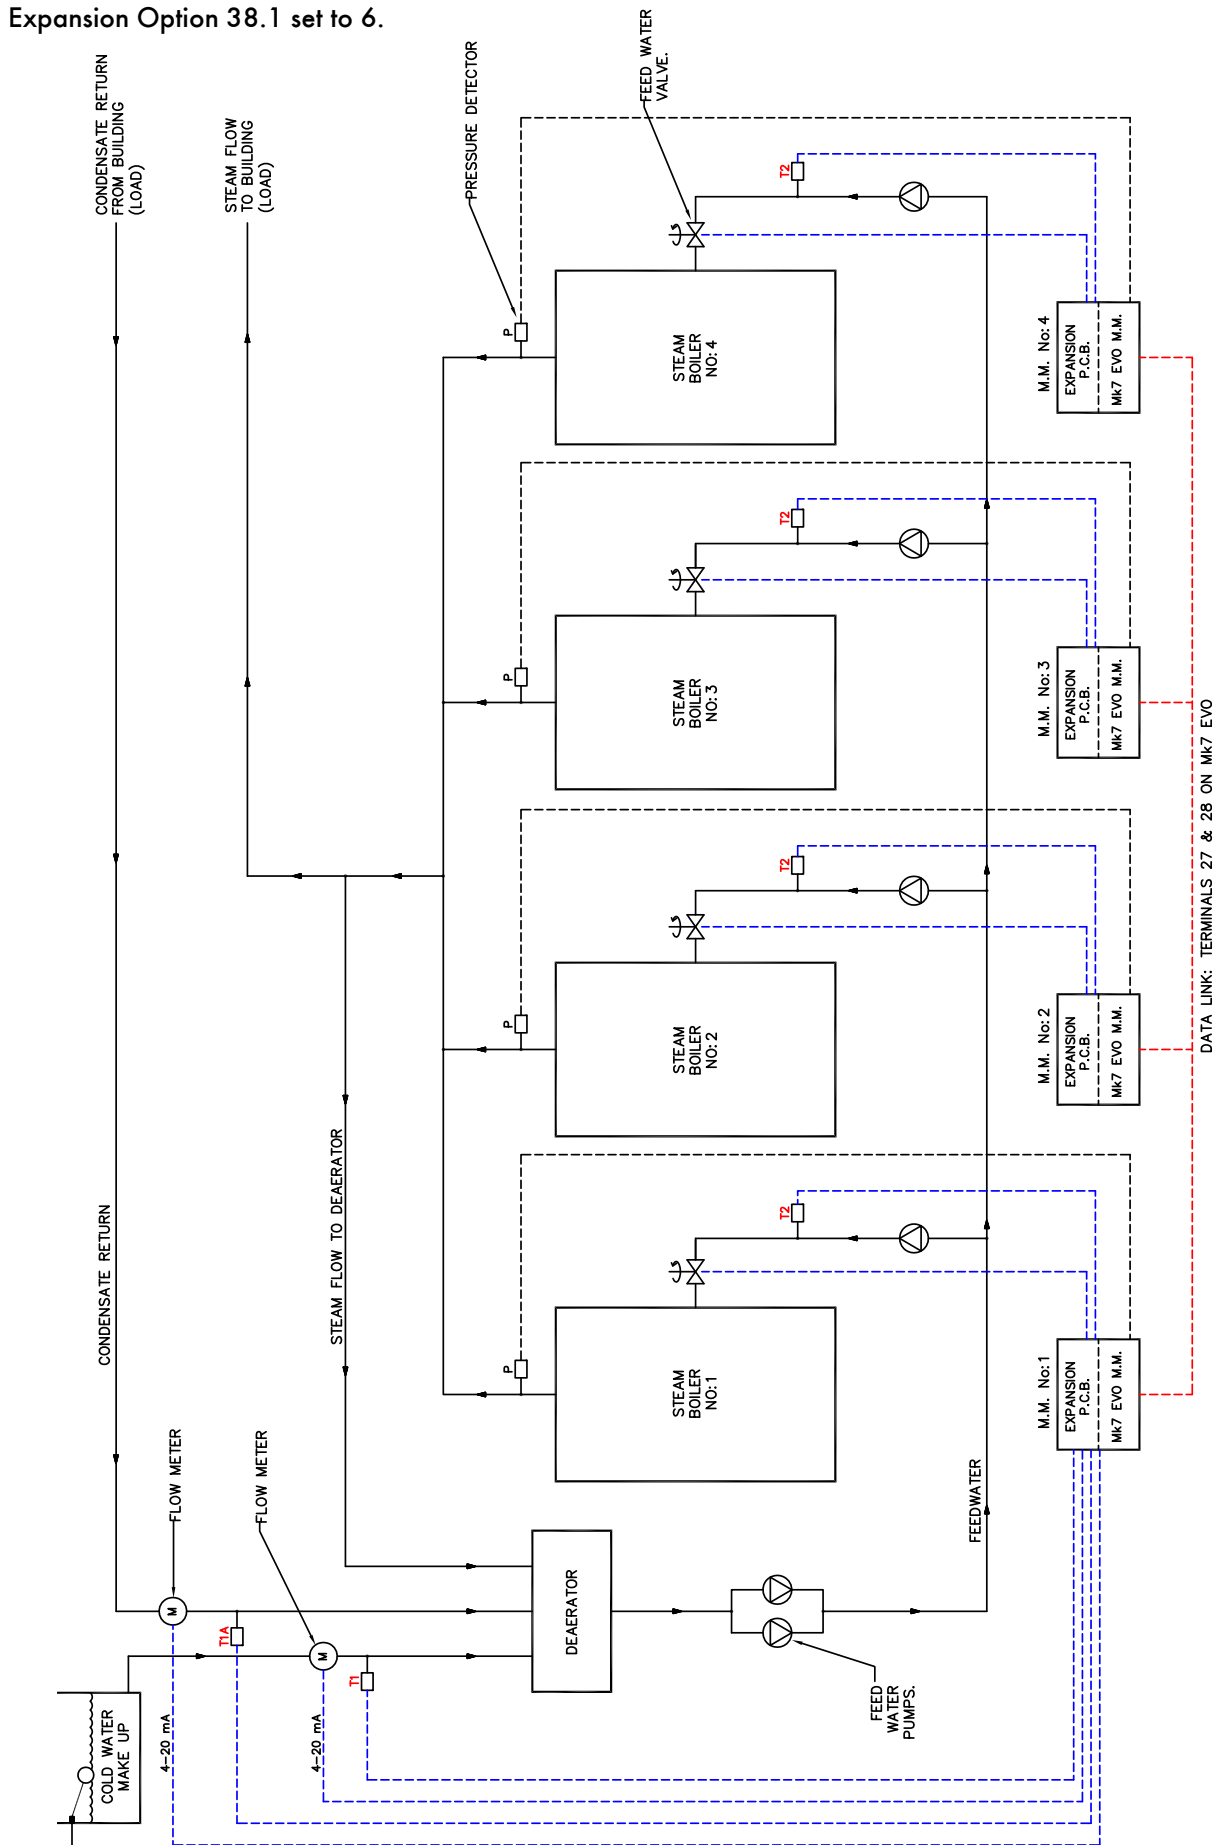 Expansion Option 38.1 set to 6.
CONDENSATE RETURN
FROM BUILDING
(LOAD)
STEAM FLOW
TO BUILDING
(LOAD)
PRESSURE DETECTOR
FEED WATER
VALVE.
T2
P
STEAM
BOILER
NO: 4
M.M. No: 4
EXPANSION
P.C.B.
Mk7 EVO M.M.
T2
P
STEAM
BOILER
NO: 3
M.M. No: 3
EXPANSION
P.C.B.
Mk7 EVO M.M.
T2
P
STEAM
BOILER
NO: 2
M.M. No: 2
EXPANSION
P.C.B.
Mk7 EVO M.M.
DATA LINK: TERMINALS 27 & 28 ON Mk7 EVO
CONDENSATE RETURN
STEAM FLOW TO DEAERATOR
T2
P
STEAM
BOILER
NO: 1
M.M. No: 1
EXPANSION
P.C.B.
Mk7 EVO M.M.
FLOW METER
FLOW METER
FEEDWATER
M
M
T1A
T1
DEAERATOR
FEED
WATER
PUMPS.
COLD WATER
MAKE UP
4-20 mA
4-20 mA